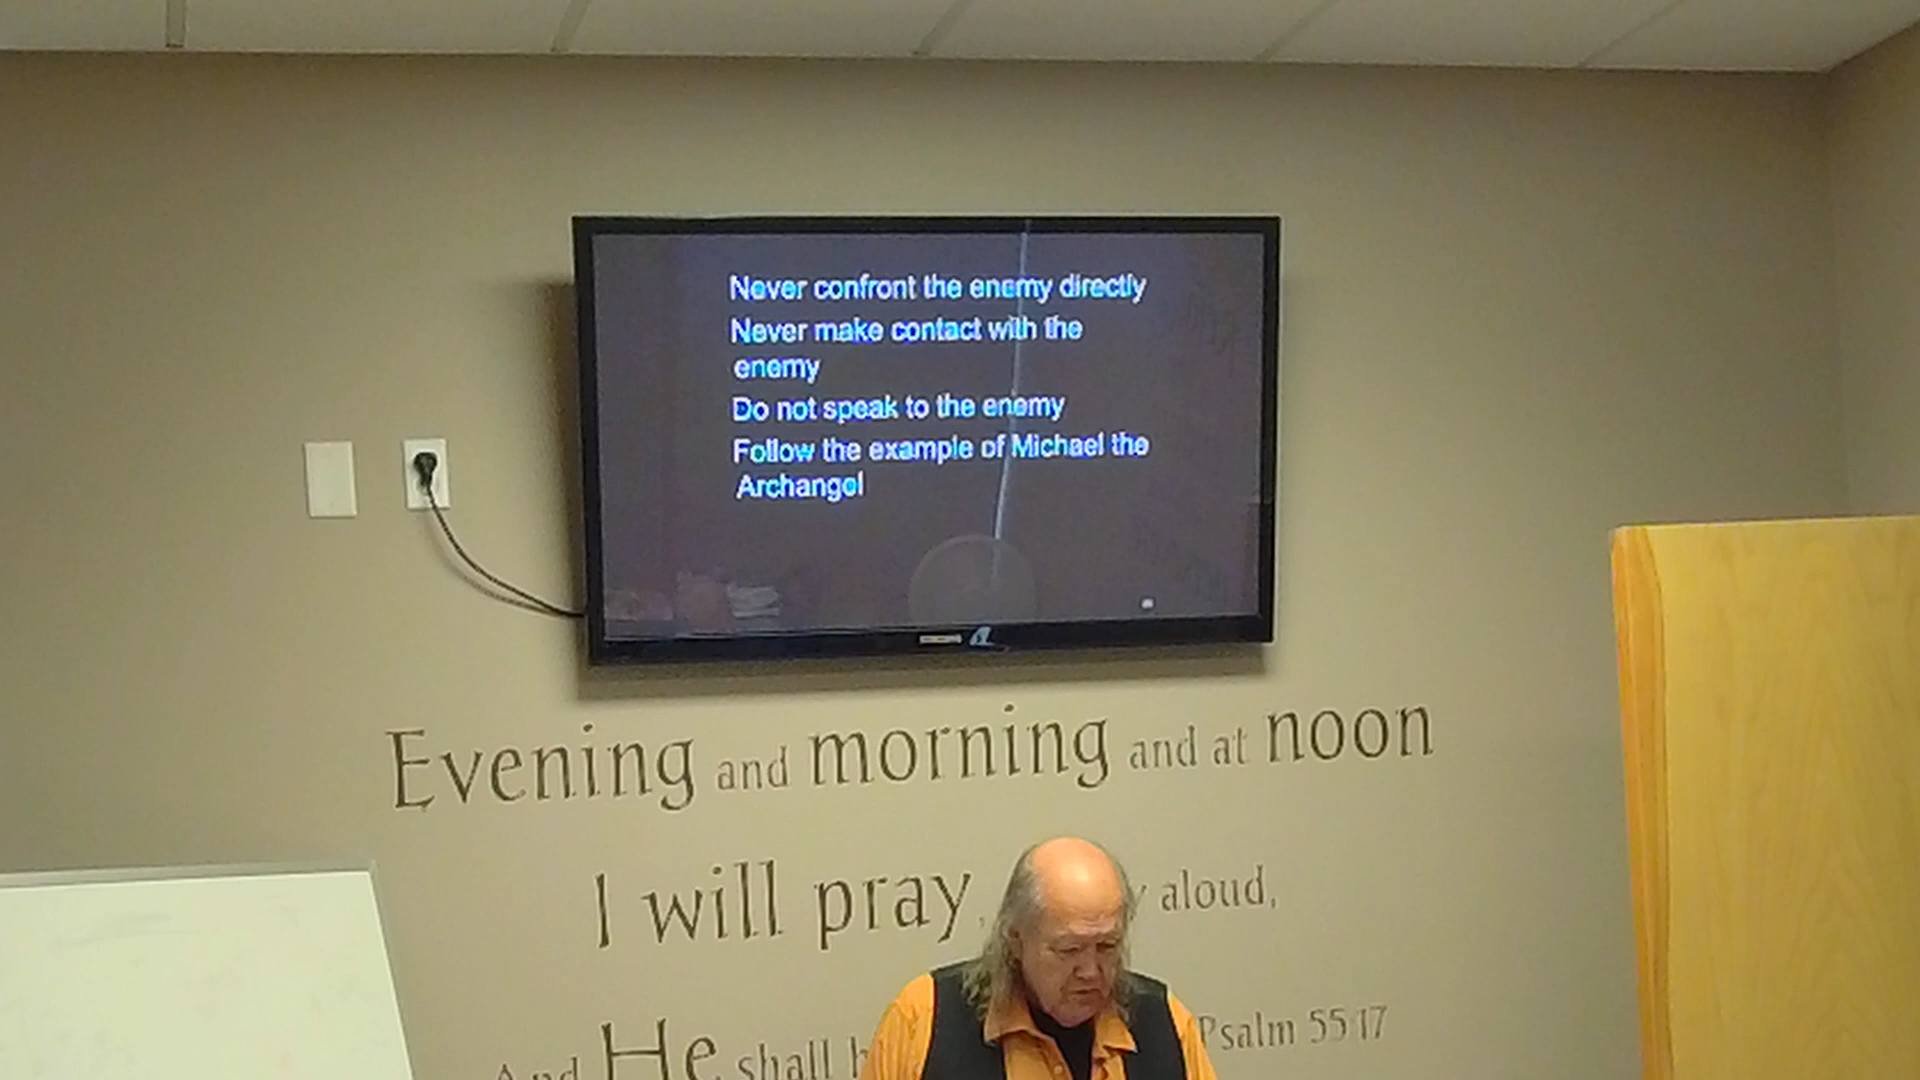 Never confront the enemy directly
Never make contact with the
enemy
Do not speak to the enemy
Follow the example of Michael the
Archangel
Evening and morning and at noon
I will pray, aloud,
And He shall
Psalm 55:17